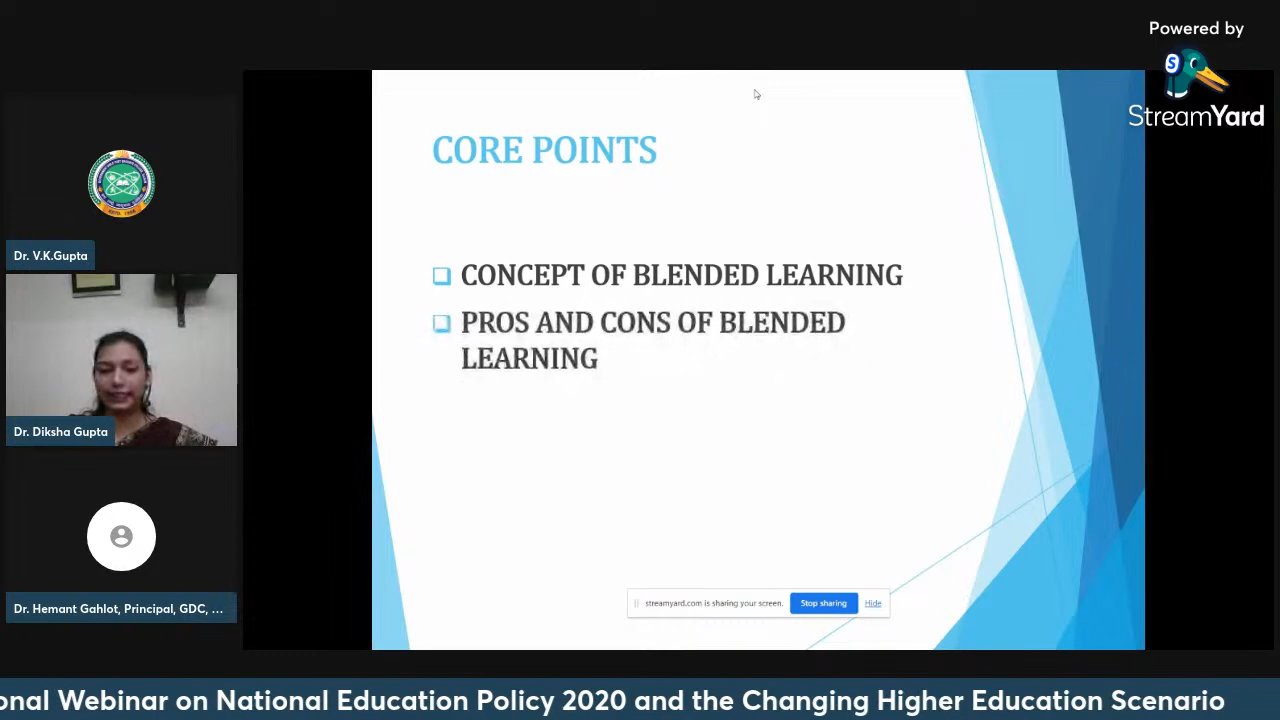 Powered by
StreamYard
CORE POINTS
CONCEPT OF BLENDED LEARNING
PROS AND CONS OF BLENDED
LEARNING
Dr. V.K.Gupta
Dr. Diksha Gupta
Dr. Hemant Gahlot, Principal, GDC, ...
streamyard.com is sharing your screen. Stop sharing Hide
onal Webinar on National Education Policy 2020 and the Changing Higher Education Scenario